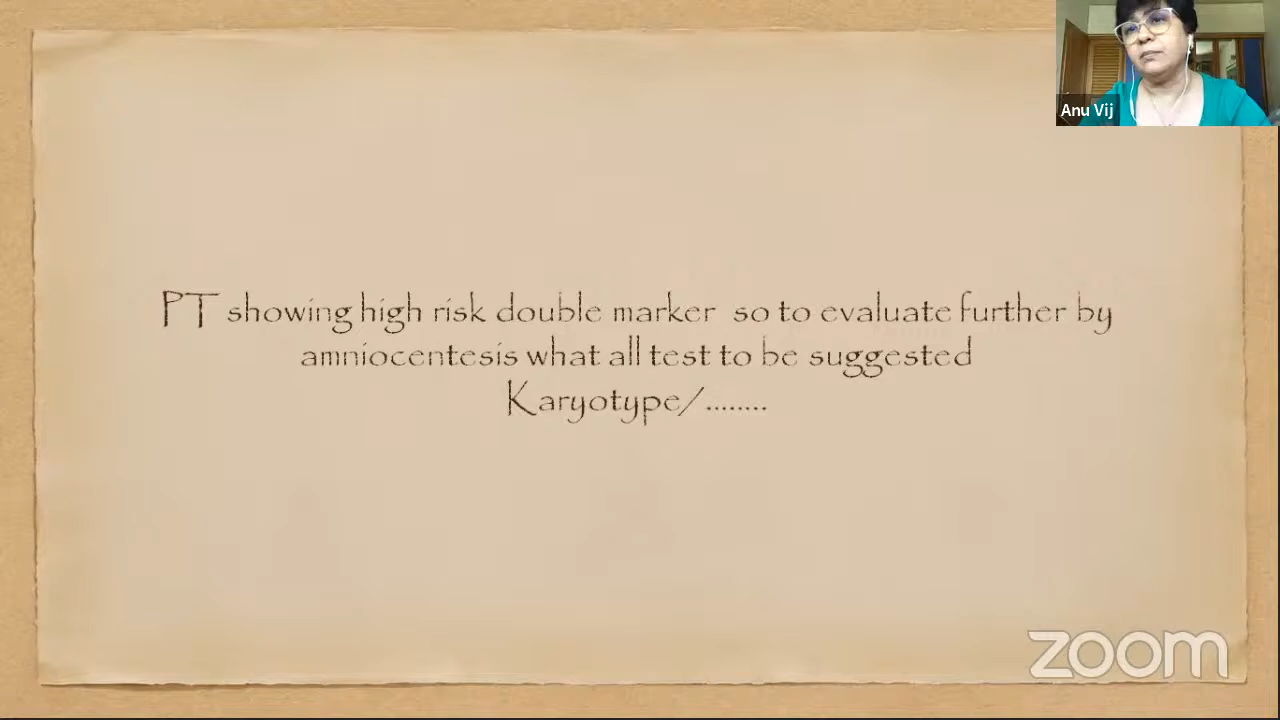 Anu Vij
PT showing high risk double marker so to evaluate further by
amniocentesis what all test to be suggested
Karyotype/........
zoom